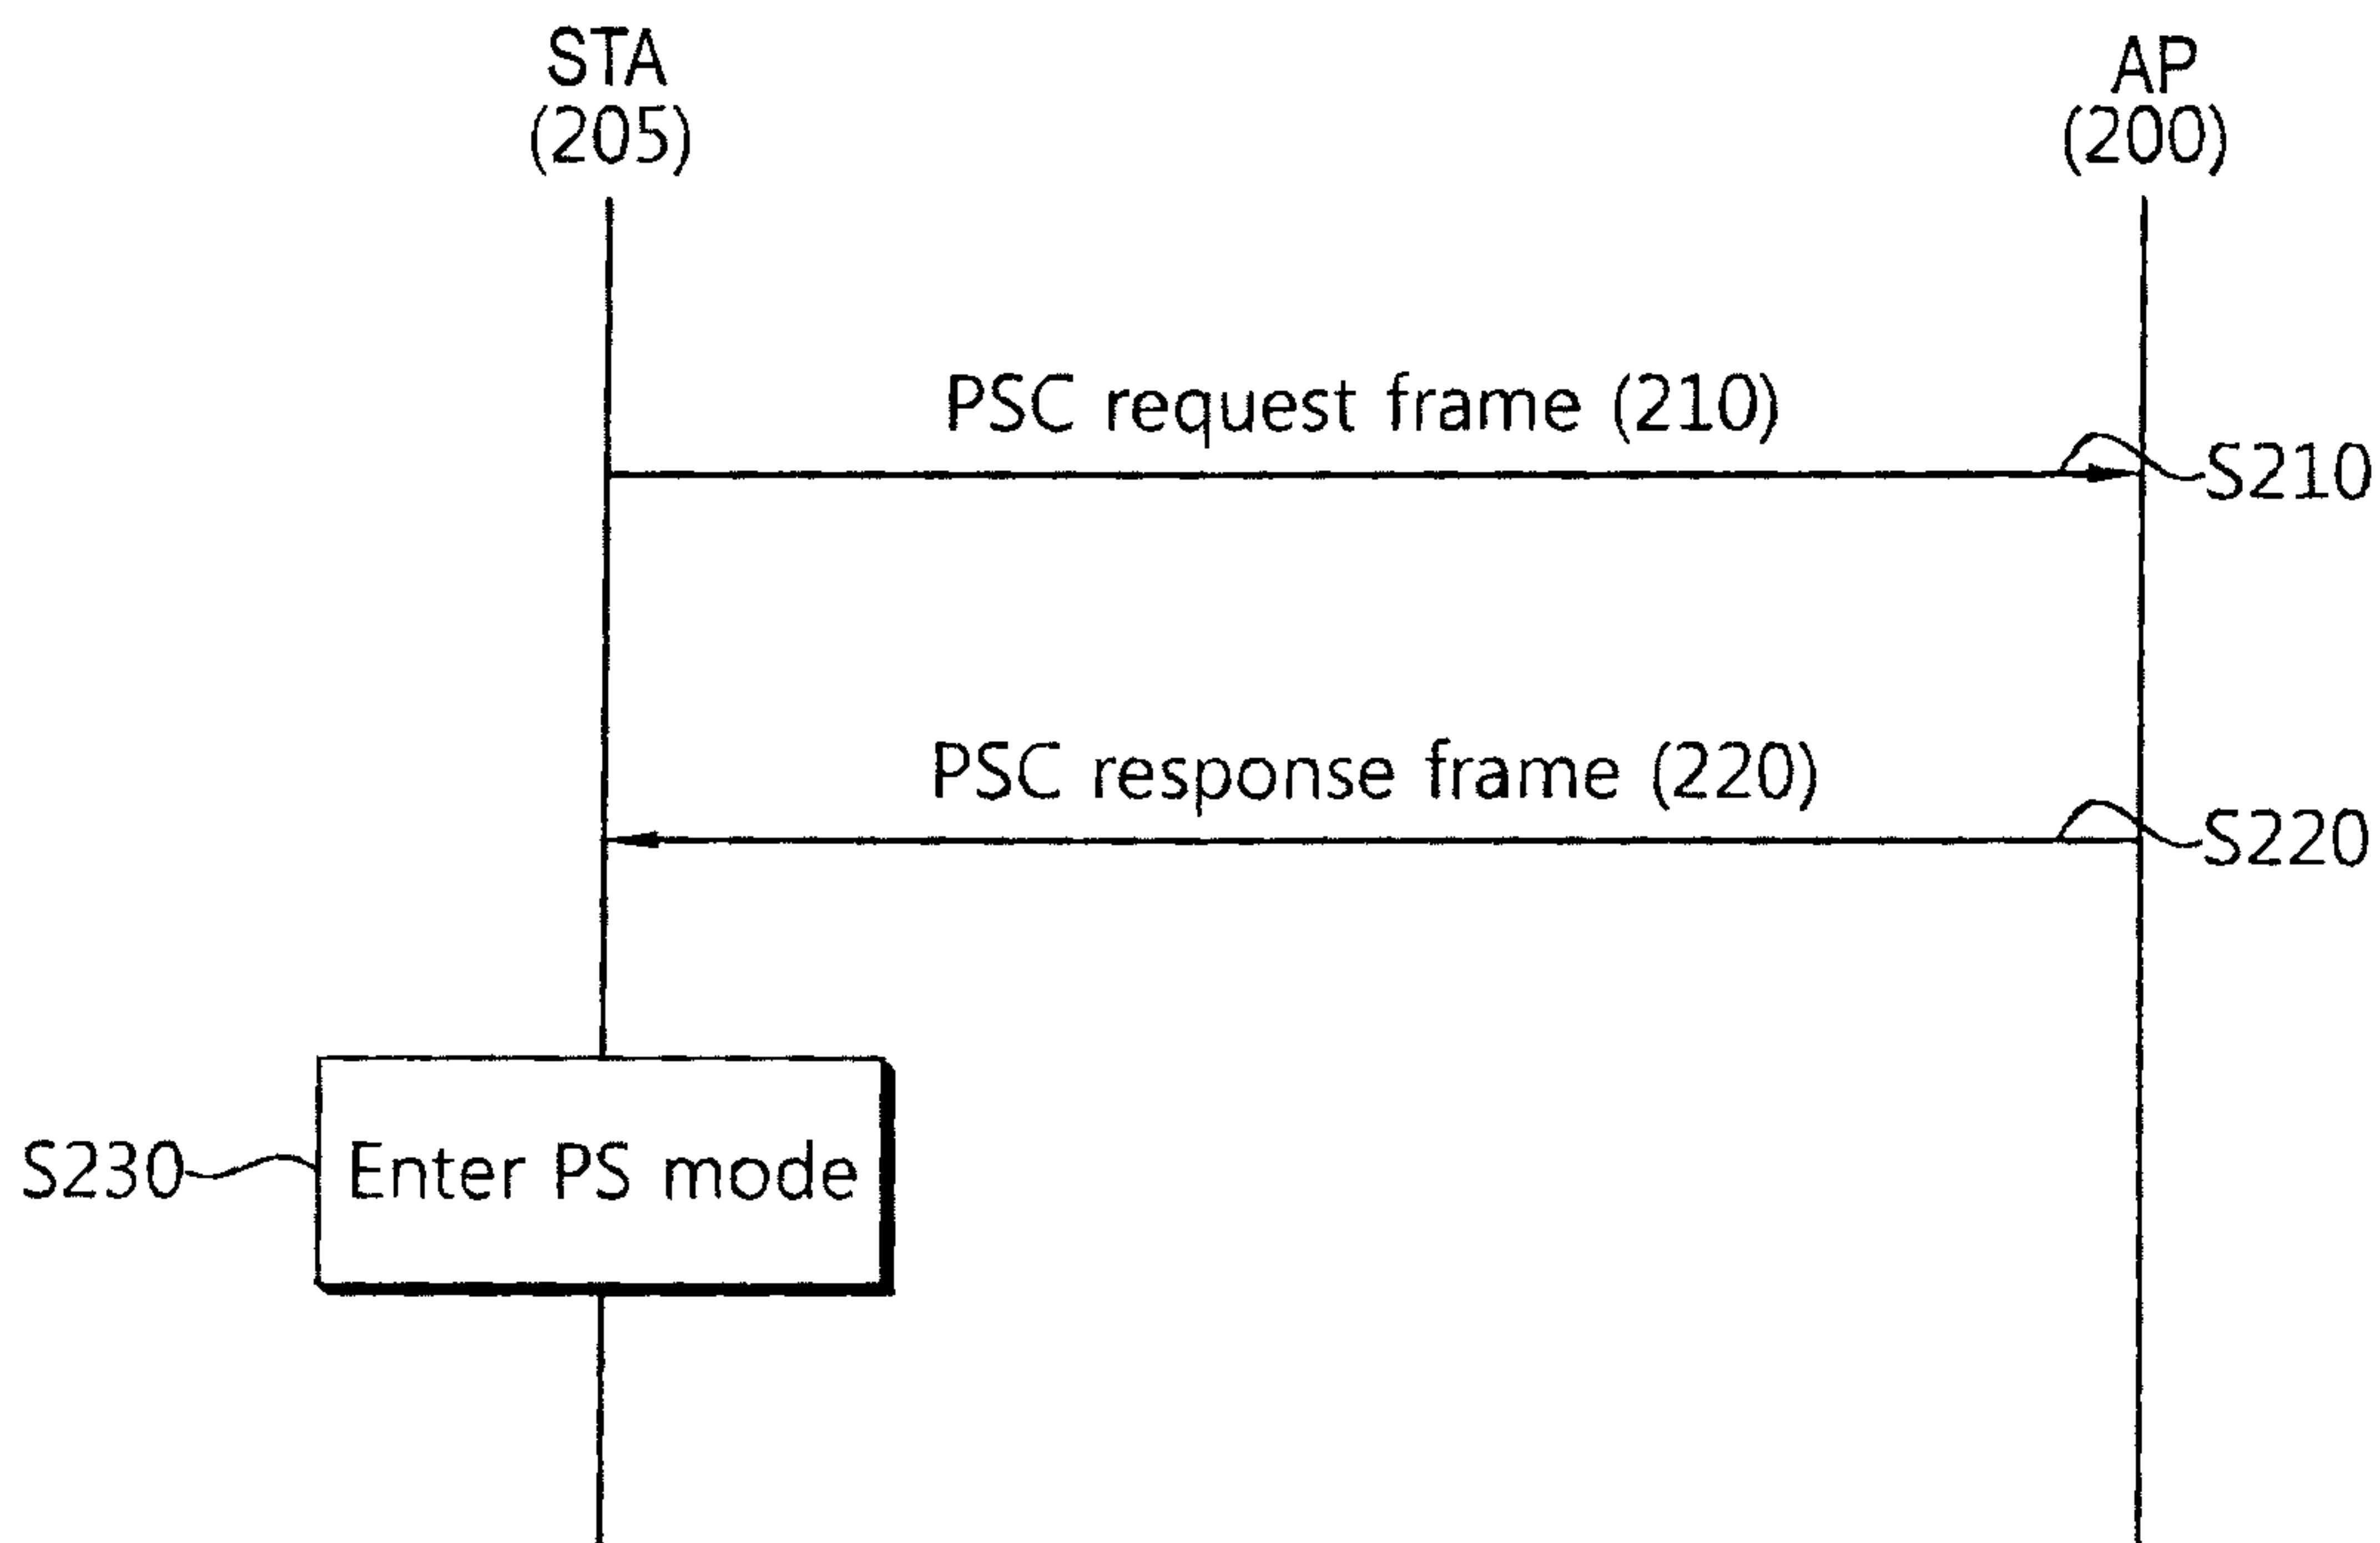 STA
(205)
AP
(200)
PSC request frame (210)
S210
PSC response frame (220)
S220
S230
Enter PS mode